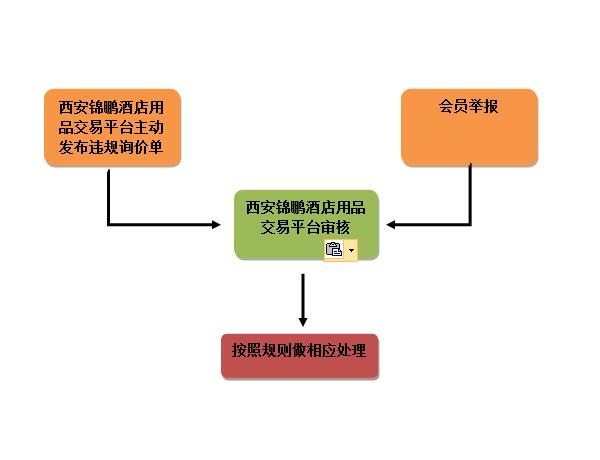 西安锦鹏酒店用
品交易平台主动
发布违规询价单
会员举报
西安锦鹏酒店用品
交易平台审核
按照规则做相应处理